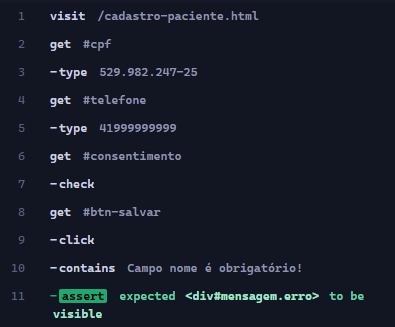 1 visit /cadastro-paciente.html
2 get #cpf
3 -type 529.982.247-25
4 get #telefone
5 -type 41999999999
6 get #consentimento
7 -check
8 get #btn-salvar
9 -click
10 -contains Campo nome é obrigatório!
11 -assert expected <div#mensagem.erro> to be
visible